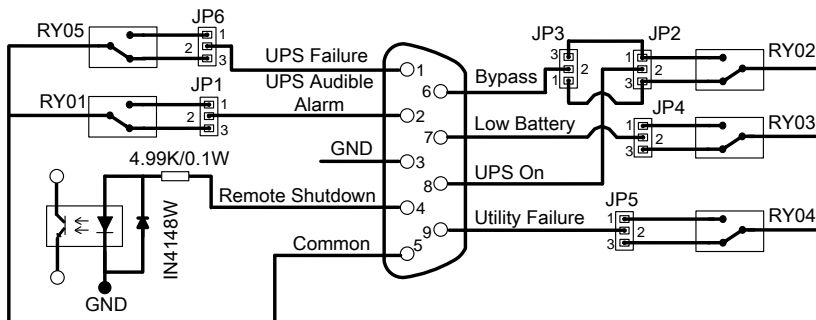 JP6
RY05
1
2
3
UPS Failure
JP1
UPS Audible
RY01
1
2
3
Alarm
GND
4.99K/0.1W
Remote Shutdown
IN4148W
Common
GND
1
2
3
4
5
6
7
8
9
JP3
3
2
1
JP2
1
2
3
RY02
Bypass
JP4
Low Battery
1
2
3
RY03
UPS On
JP5
Utility Failure
1
2
3
RY04